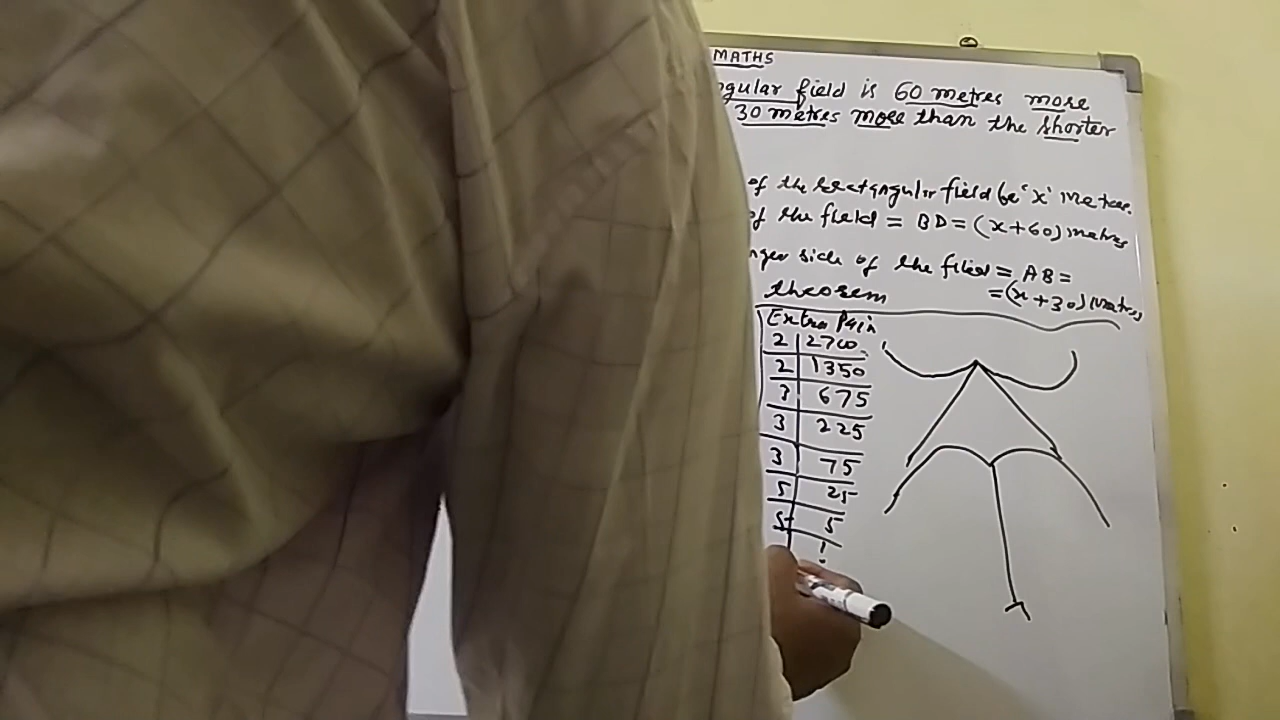 MATHS
ngular field is 60 metres more
30 metres more than the shorter
of the rectangular field be 'x' metres.
of the field = BD = (x+60) metres
nger side of the filed = AB =
= (x+30) metres
theorem
Extra Pair
2 2700
2 1350
3 675
3 225
3 75
5 25
5 5
1